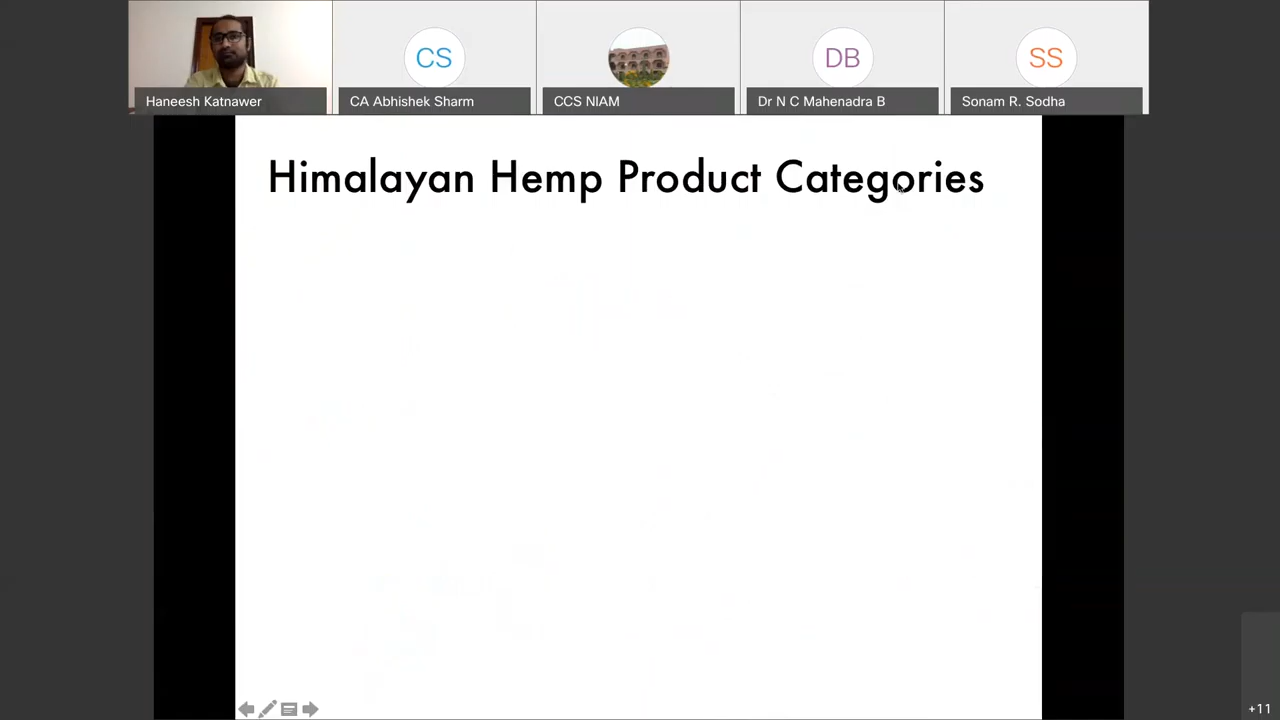 CS
DB
SS
Haneesh Katnawer
CA Abhishek Sharm
CCS NIAM
Dr N C Mahenadra B
Sonam R. Sodha
Himalayan Hemp Product Categories
+11